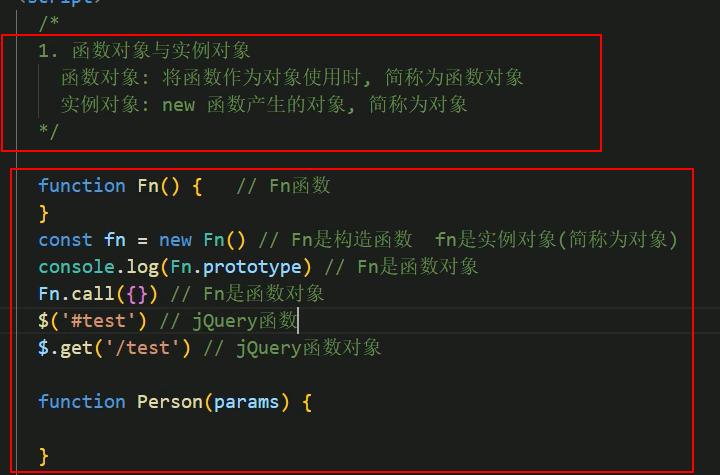 <script>
/*
1. 函数对象与实例对象
函数对象: 将函数作为对象使用时, 简称为函数对象
实例对象: new 函数产生的对象, 简称为对象
*/
function Fn() {   // Fn函数
}
const fn = new Fn() // Fn是构造函数  fn是实例对象(简称为对象)
console.log(Fn.prototype) // Fn是函数对象
Fn.call({}) // Fn是函数对象
$('#test') // jQuery函数
$.get('/test') // jQuery函数对象
function Person(params) {
}